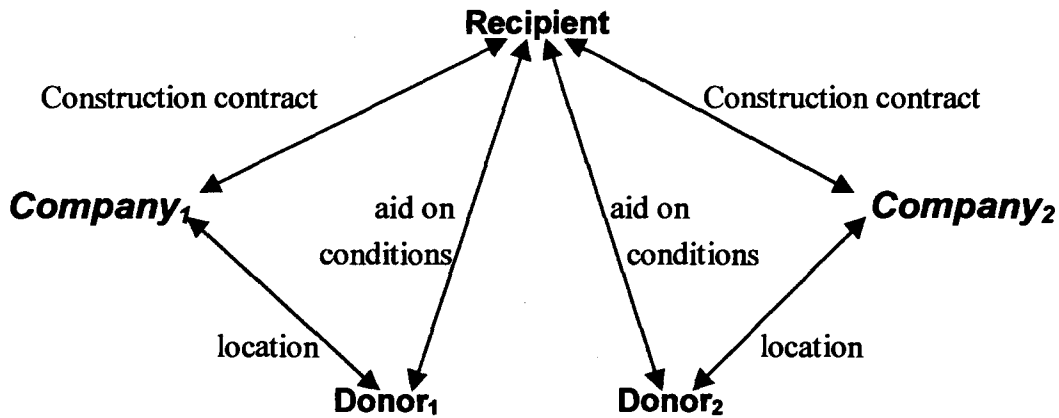 Recipient
Construction contract
Construction contract
Company₁
aid on
conditions
aid on
conditions
Company₂
location
location
Donor₁
Donor₂